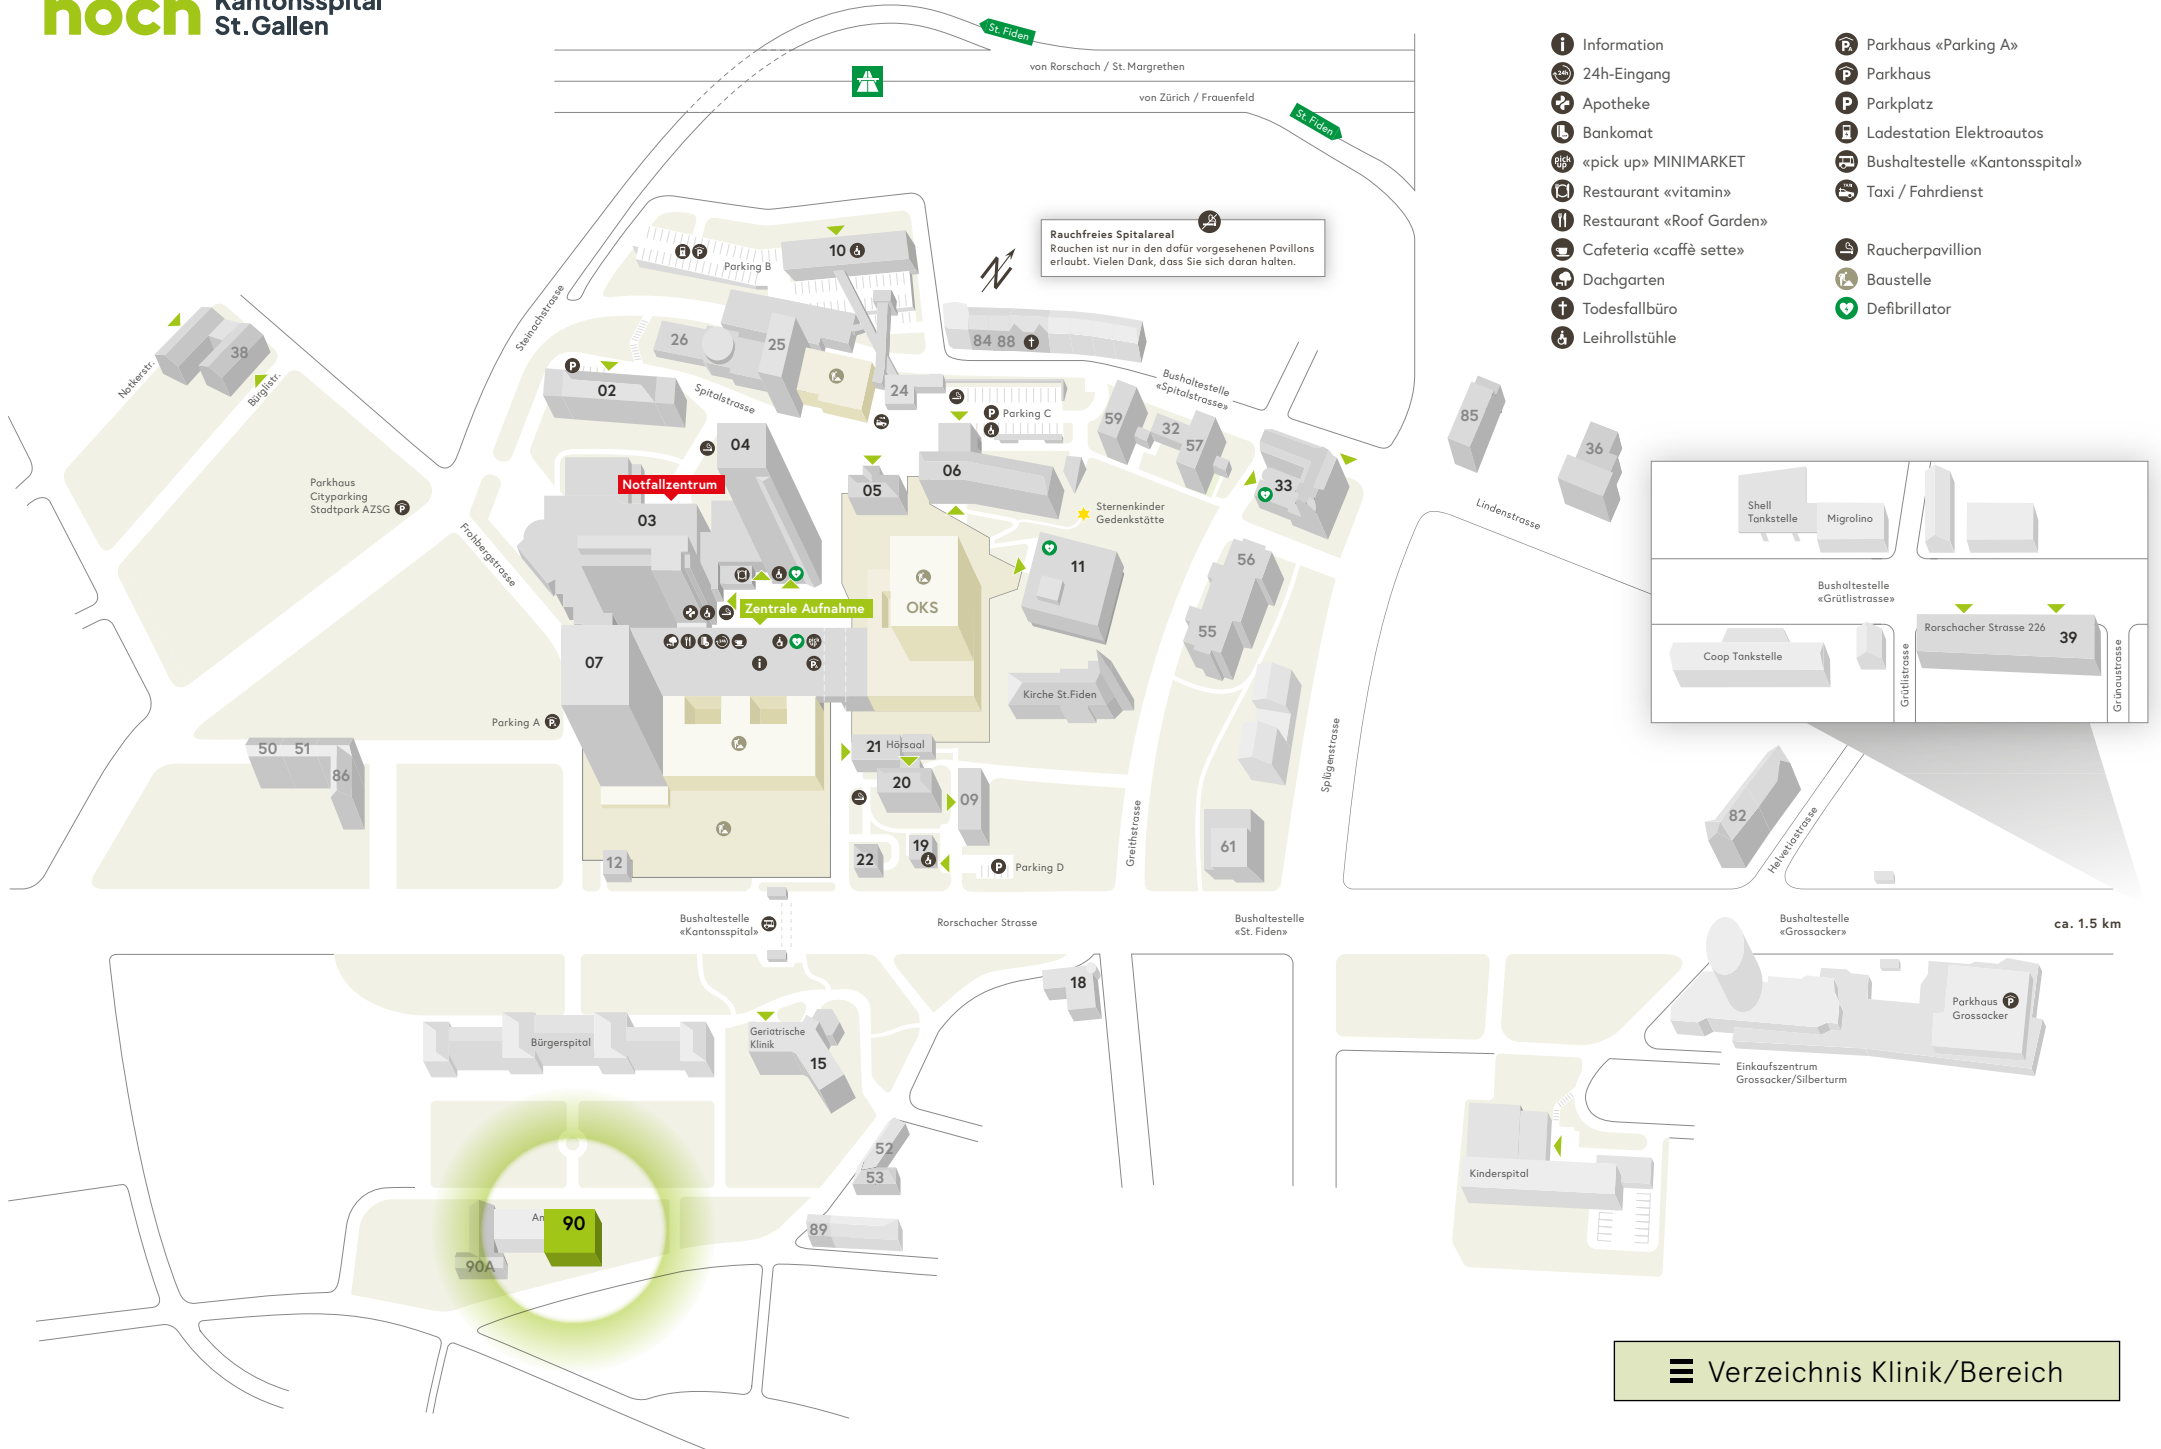 noch Kantonsspital
St.Gallen
St. Fiden
von Rorschach / St. Margrethen
von Zürich / Frauenfeld
St. Fiden
Information
24h-Eingang
Apotheke
Bankomat
«pick up» MINIMARKET
Restaurant «vitamin»
Restaurant «Roof Garden»
Cafeteria «caffè sette»
Dachgarten
Todesfallbüro
Leihrollstühle
Parkhaus «Parking A»
Parkhaus
Parkplatz
Ladestation Elektroautos
Bushaltestelle «Kantonsspital»
Taxi / Fahrdienst
Raucherpavillion
Baustelle
Defibrillator
Rauchfreies Spitalareal
Rauchen ist nur in den dafür vorgesehenen Pavillons
erlaubt. Vielen Dank, dass Sie sich daran halten.
N
Parking B
10
Steinachstrasse
26
25
84 88
38
Notkerstr.
Bürglistr.
02
Spitalstrasse
24
Bushaltestelle
«Spitalstrasse»
Parking C
59
32
57
85
36
04
06
05
33
Notfallzentrum
03
Parkhaus
Cityparking
Stadtpark AZSG
Frohbergstrasse
Sternenkinder
Gedenkstätte
Lindenstrasse
Shell
Tankstelle
Migrolino
11
56
55
OKS
Zentrale Aufnahme
07
Bushaltestelle
«Grütlistrasse»
Rorschacher Strasse 226
39
Coop Tankstelle
Grütlistrasse
Grünaustrasse
Kirche St.Fiden
Parking A
50 51
86
21 Hörsaal
20
09
Splügenstrasse
Greithstrasse
82
Helvetiastrasse
61
12
22
19
Parking D
Bushaltestelle
«Kantonsspital»
Rorschacher Strasse
Bushaltestelle
«St. Fiden»
Bushaltestelle
«Grossacker»
ca. 1.5 km
18
Parkhaus
Grossacker
Bürgerspital
Geriatrische
Klinik
15
Einkaufszentrum
Grossacker/Silberturm
52
53
Kinderspital
An
90
90A
89
Verzeichnis Klinik/Bereich